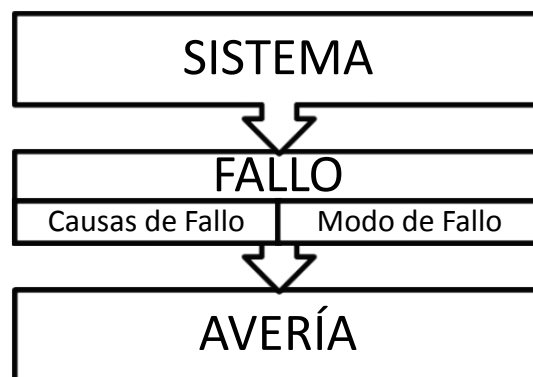 SISTEMA
FALLO
Causas de Fallo Modo de Fallo
AVERÍA